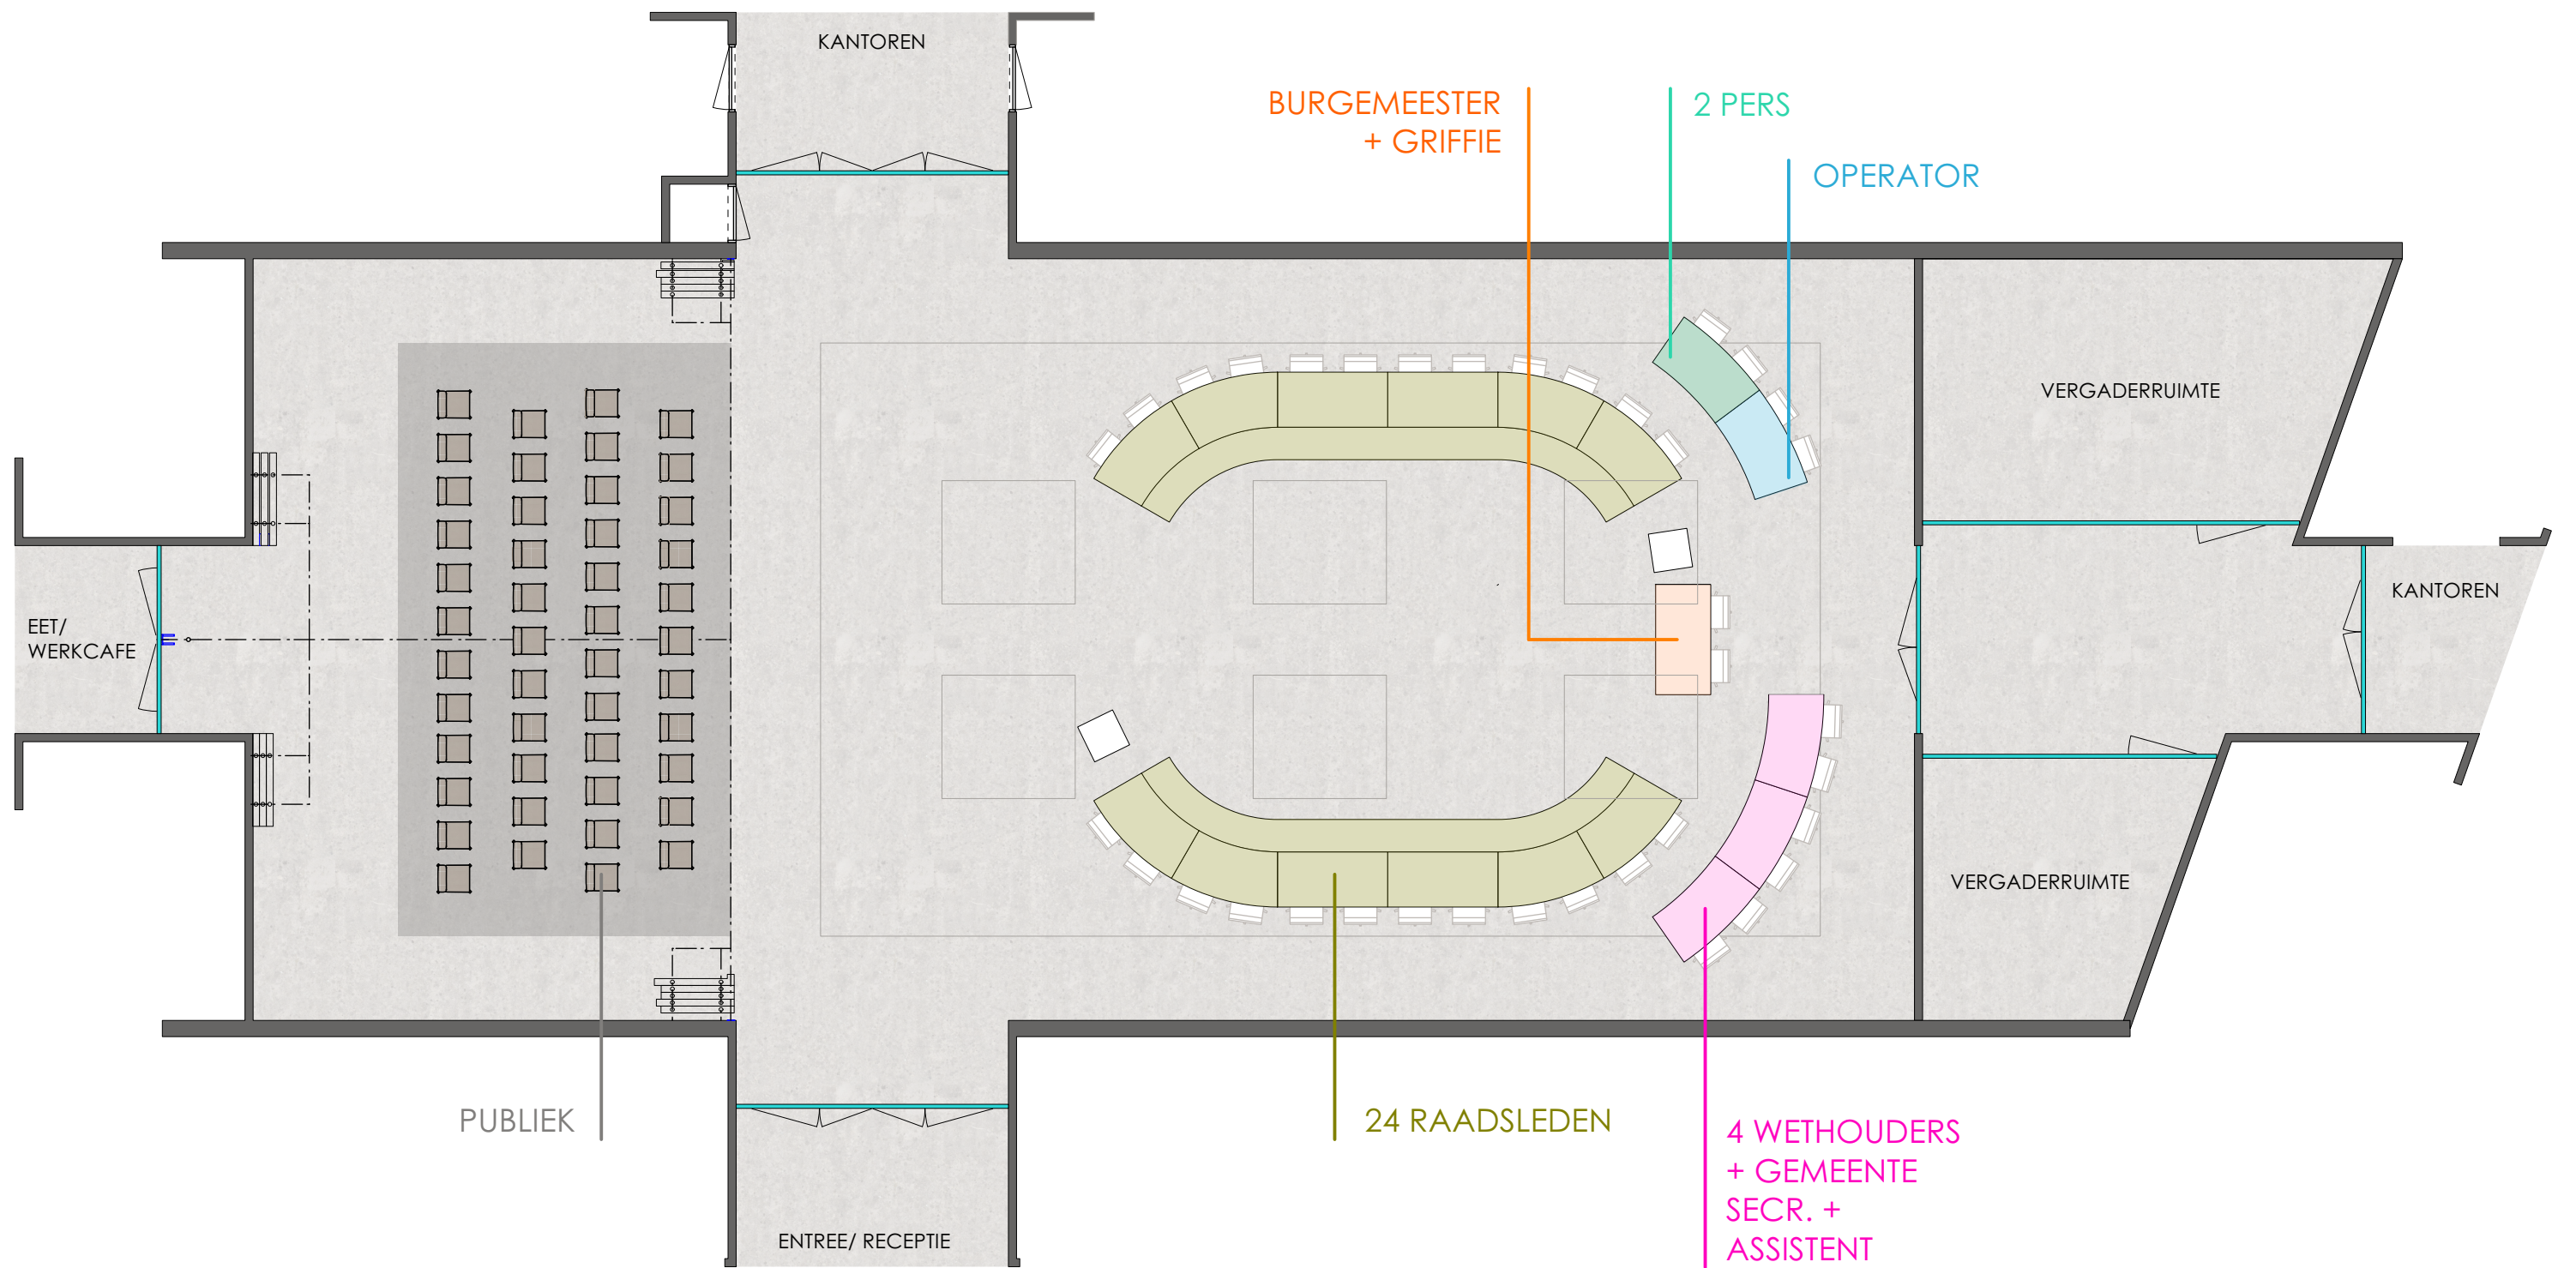 KANTOREN
BURGEMEESTER
+ GRIFFIE
2 PERS
OPERATOR
VERGADERRUIMTE
KANTOREN
EET/
WERKCAFE
VERGADERRUIMTE
PUBLIEK
24 RAADSLEDEN
4 WETHOUDERS
+ GEMEENTE
SECR. +
ASSISTENT
ENTREE/ RECEPTIE